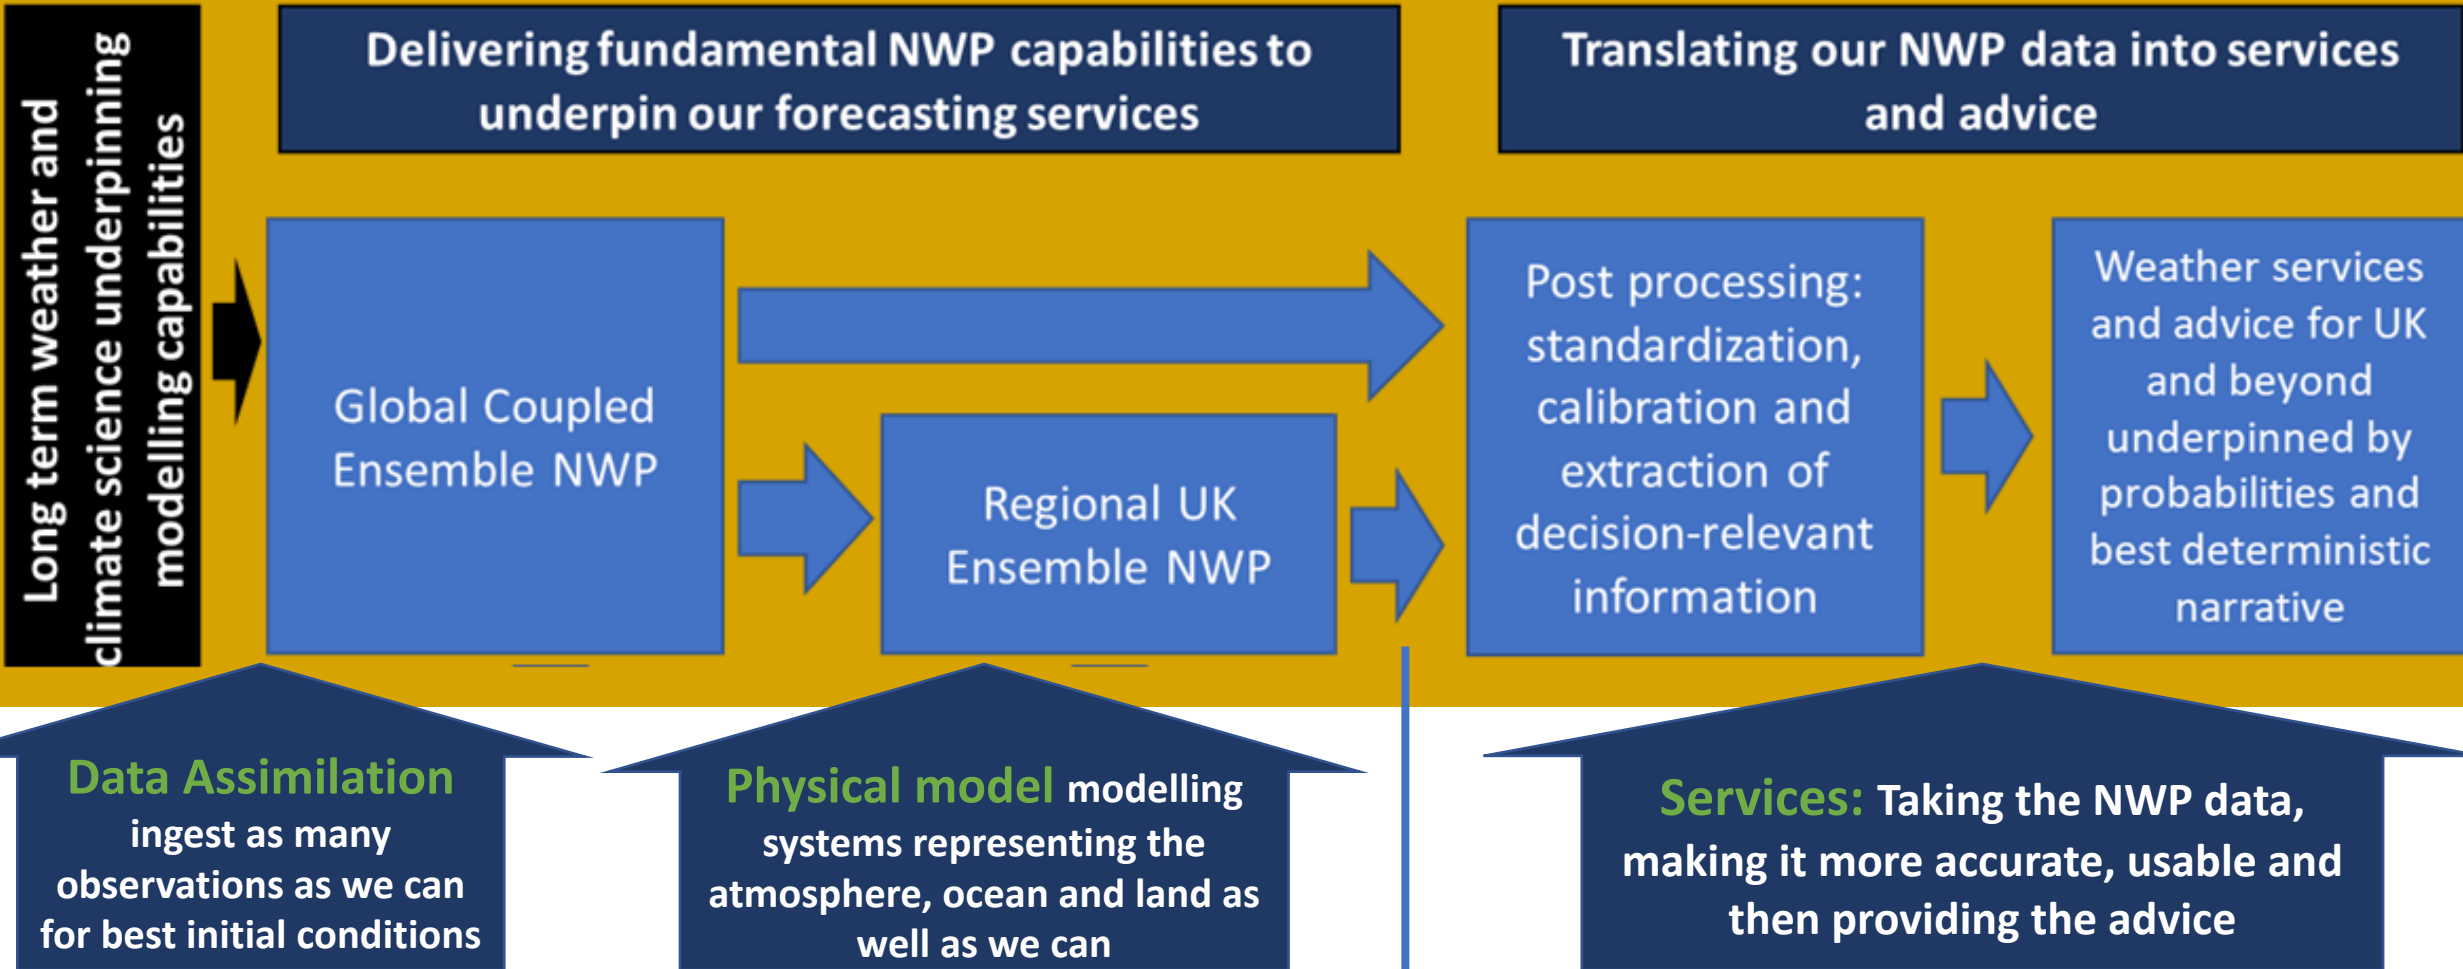 Long term weather and
climate science underpinning
modelling capabilities
Delivering fundamental NWP capabilities to
underpin our forecasting services
Translating our NWP data into services
and advice
Global Coupled
Ensemble NWP
Regional UK
Ensemble NWP
Post processing:
standardization,
calibration and
extraction of
decision-relevant
information
Weather services
and advice for UK
and beyond
underpinned by
probabilities and
best deterministic
narrative
Data Assimilation
ingest as many
observations as we can
for best initial conditions
Physical model modelling
systems representing the
atmosphere, ocean and land as
well as we can
Services: Taking the NWP data,
making it more accurate, usable and
then providing the advice